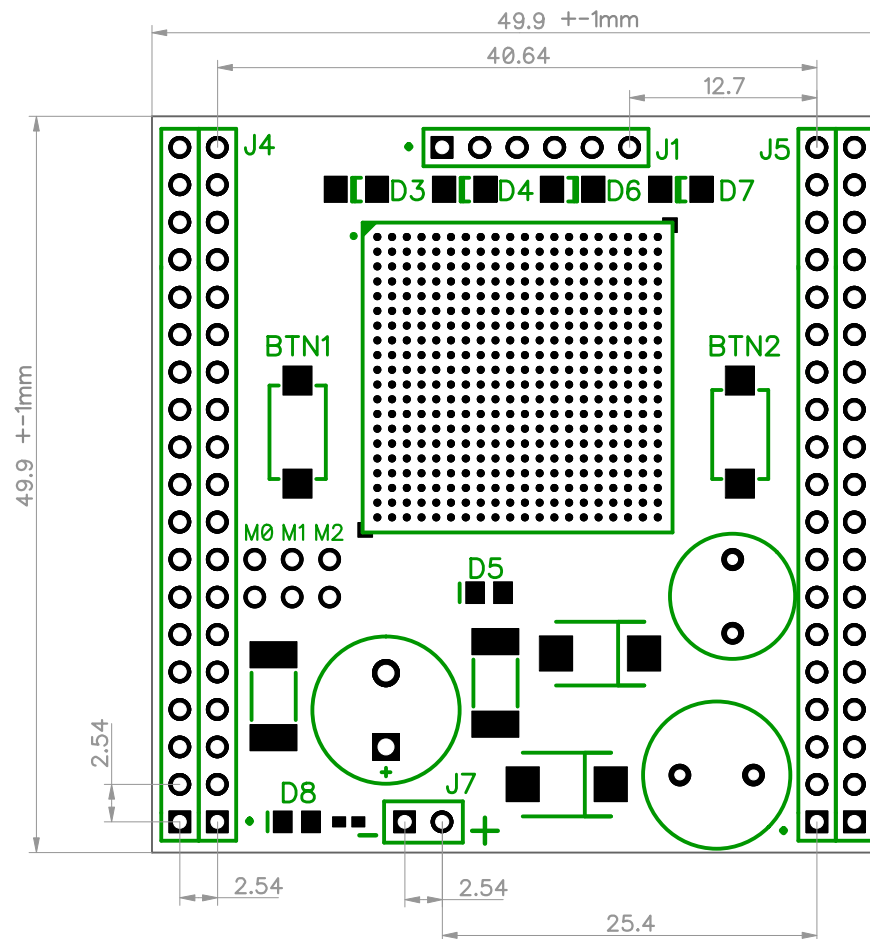 49.9 +-1mm
40.64
12.7
J4
J1
J5
D3
D4
D6
D7
BTN1
BTN2
49.9 +-1mm
M0 M1 M2
D5
2.54
+
J7
D8
- +
2.54
2.54
25.4